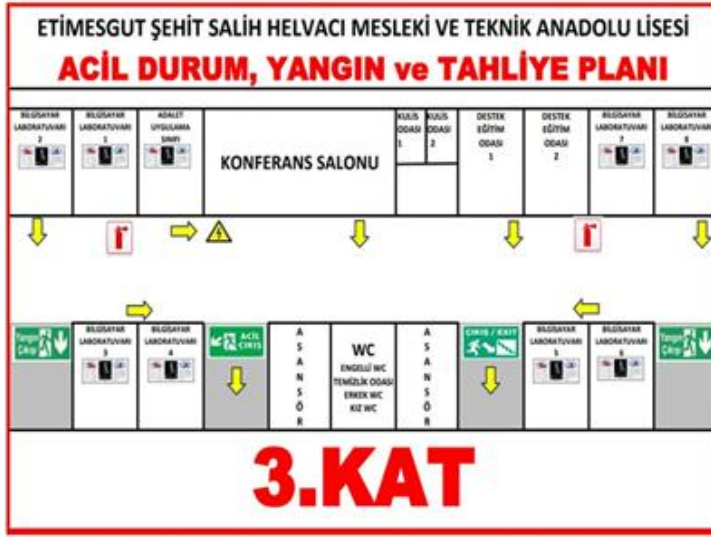 ETİMESGUT ŞEHİT SALİH HELVACI MESLEKİ VE TEKNİK ANADOLU LİSESİ
ACİL DURUM, YANGIN ve TAHLİYE PLANI
BİLGİSAYAR
LABORATUVARI
2
BİLGİSAYAR
LABORATUVARI
1
ADALET
UYGULAMA
SINIFI
KONFERANS SALONU
KULİS
ODASI
1
KULİS
ODASI
2
DESTEK
EĞİTİM
ODASI
1
DESTEK
EĞİTİM
ODASI
2
BİLGİSAYAR
LABORATUVARI
7
BİLGİSAYAR
LABORATUVARI
Yangın
Çıkışı
BİLGİSAYAR
LABORATUVARI
3
BİLGİSAYAR
LABORATUVARI
4
ACİL
ÇIKIŞ
ASANSÖR
WC
ENGELLİ WC
TEMİZLİK ODASI
ERKEK WC
KIZ WC
ASANSÖR
ÇIKIŞ / EXIT
BİLGİSAYAR
LABORATUVARI
5
BİLGİSAYAR
LABORATUVARI
6
Yangın
Çıkışı
3.KAT